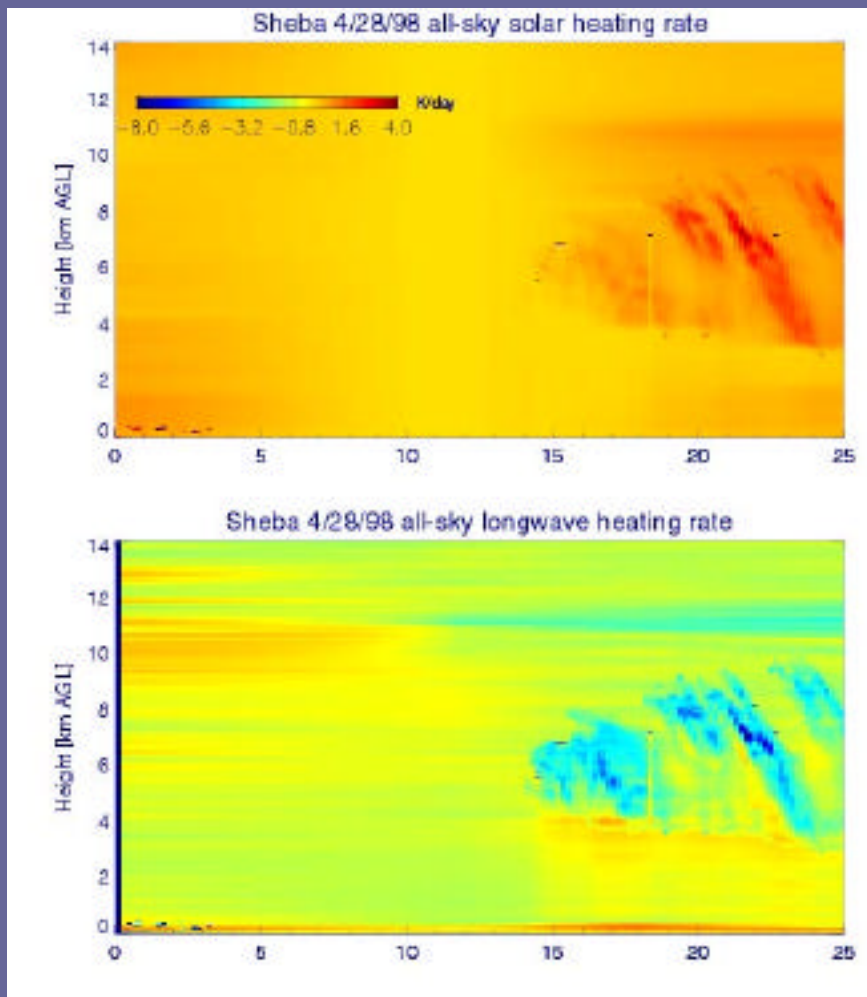 Sheba 4/28/98 all-sky solar heating rate
14
12
10
8
6
4
2
0
Height [km AGL]
K/day
-8.0 -5.6 -3.2 -0.8 1.6 4.0
0 5 10 15 20 25
Sheba 4/28/98 all-sky longwave heating rate
14
12
10
8
6
4
2
0
Height [km AGL]
0 5 10 15 20 25